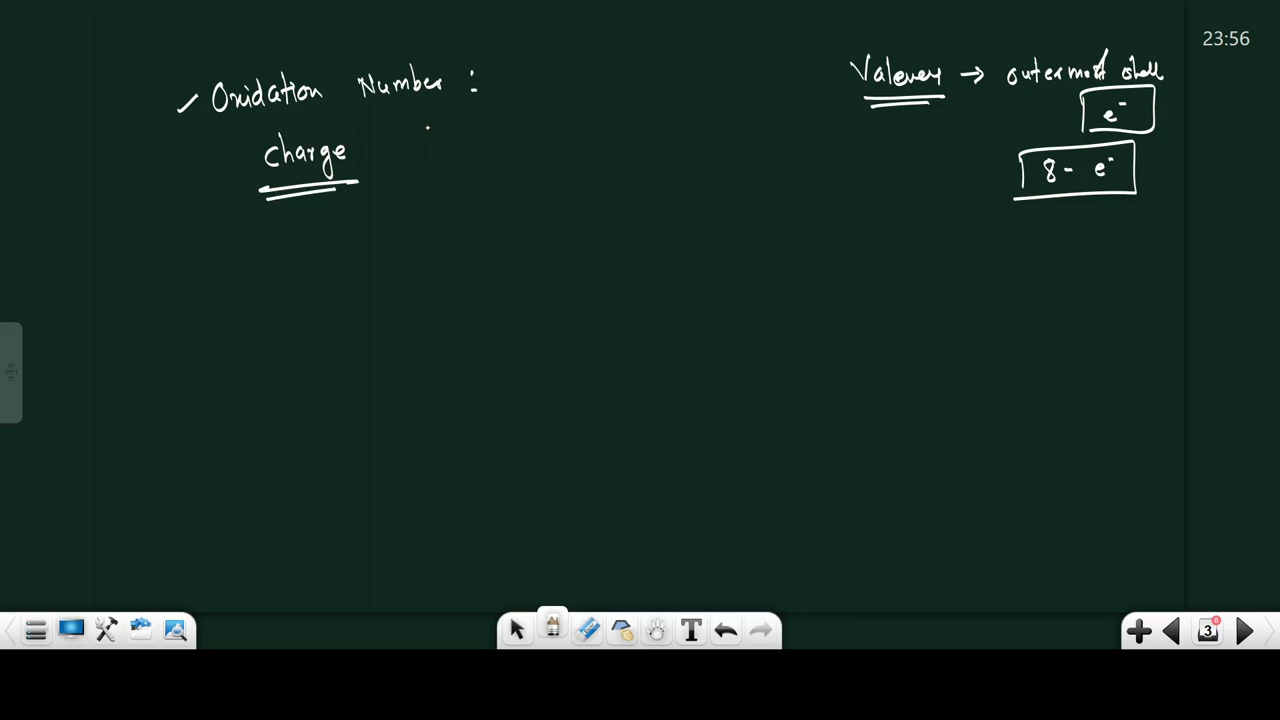 23:56
✓ Oxidation Number :
charge
Valency → outermost shell
e⁻
8 - e⁻
3